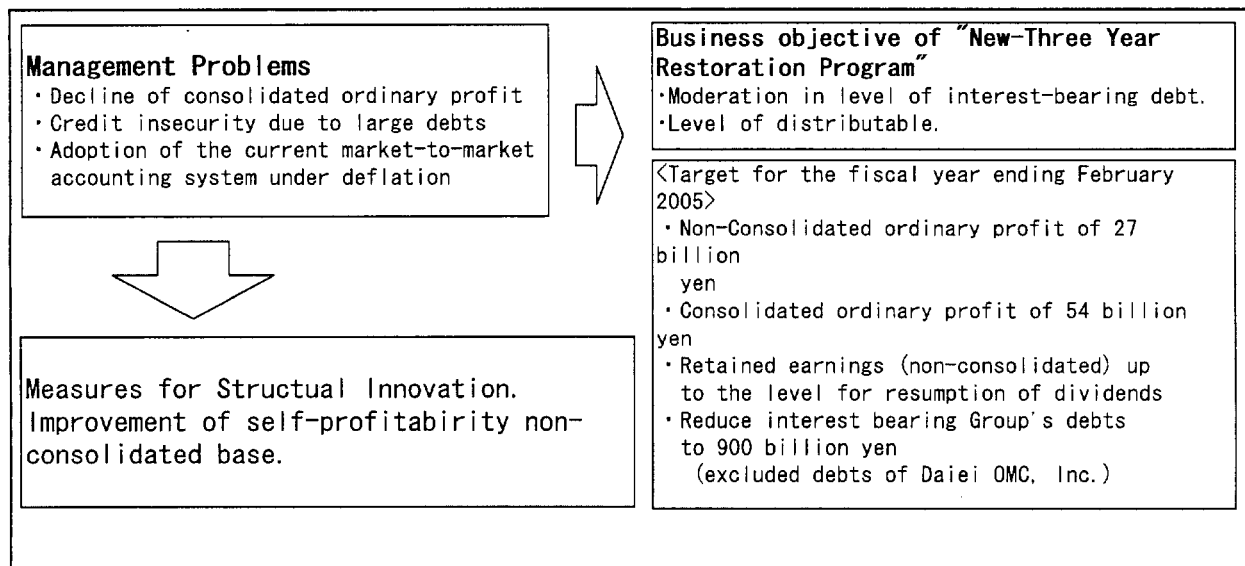 Management Problems
・Decline of consolidated ordinary profit
・Credit insecurity due to large debts
・Adoption of the current market-to-market
accounting system under deflation
Business objective of "New-Three Year
Restoration Program"
・Moderation in level of interest-bearing debt.
・Level of distributable.
<Target for the fiscal year ending February
2005>
・Non-Consolidated ordinary profit of 27
billion
yen
・Consolidated ordinary profit of 54 billion
yen
・Retained earnings (non-consolidated) up
to the level for resumption of dividends
・Reduce interest bearing Group's debts
to 900 billion yen
(excluded debts of Daiei OMC, Inc.)
Measures for Structual Innovation.
Improvement of self-profitabirity non-
consolidated base.